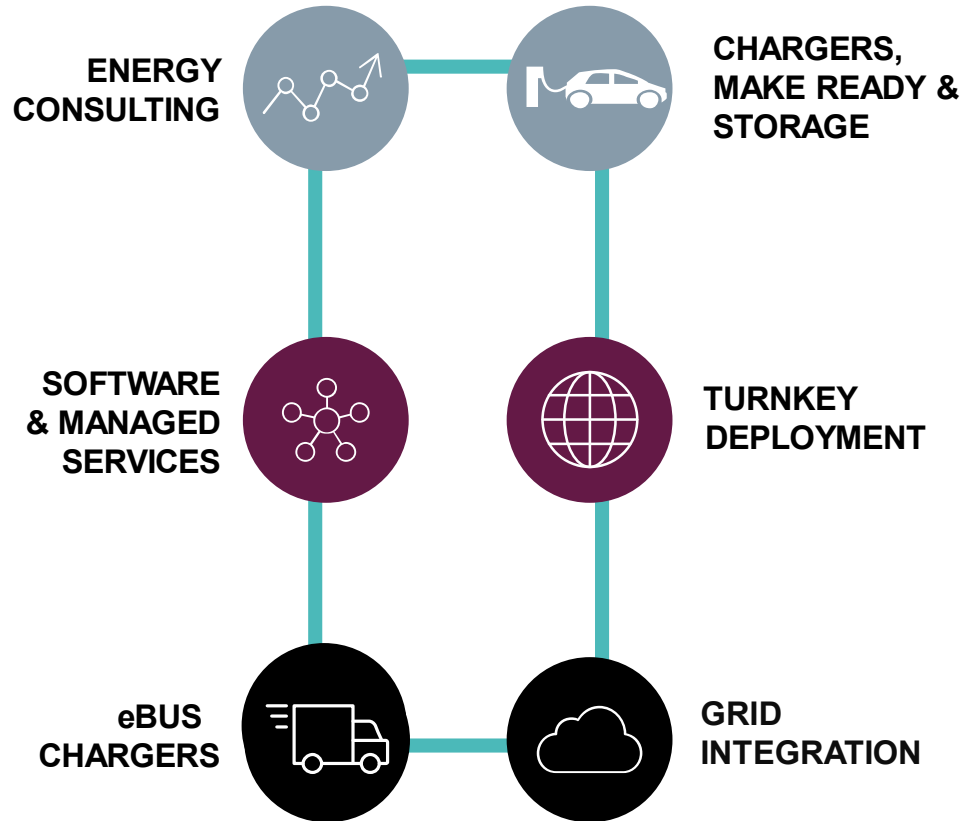 ENERGY
CONSULTING
CHARGERS,
MAKE READY &
STORAGE
SOFTWARE
& MANAGED
SERVICES
TURNKEY
DEPLOYMENT
eBUS
CHARGERS
GRID
INTEGRATION